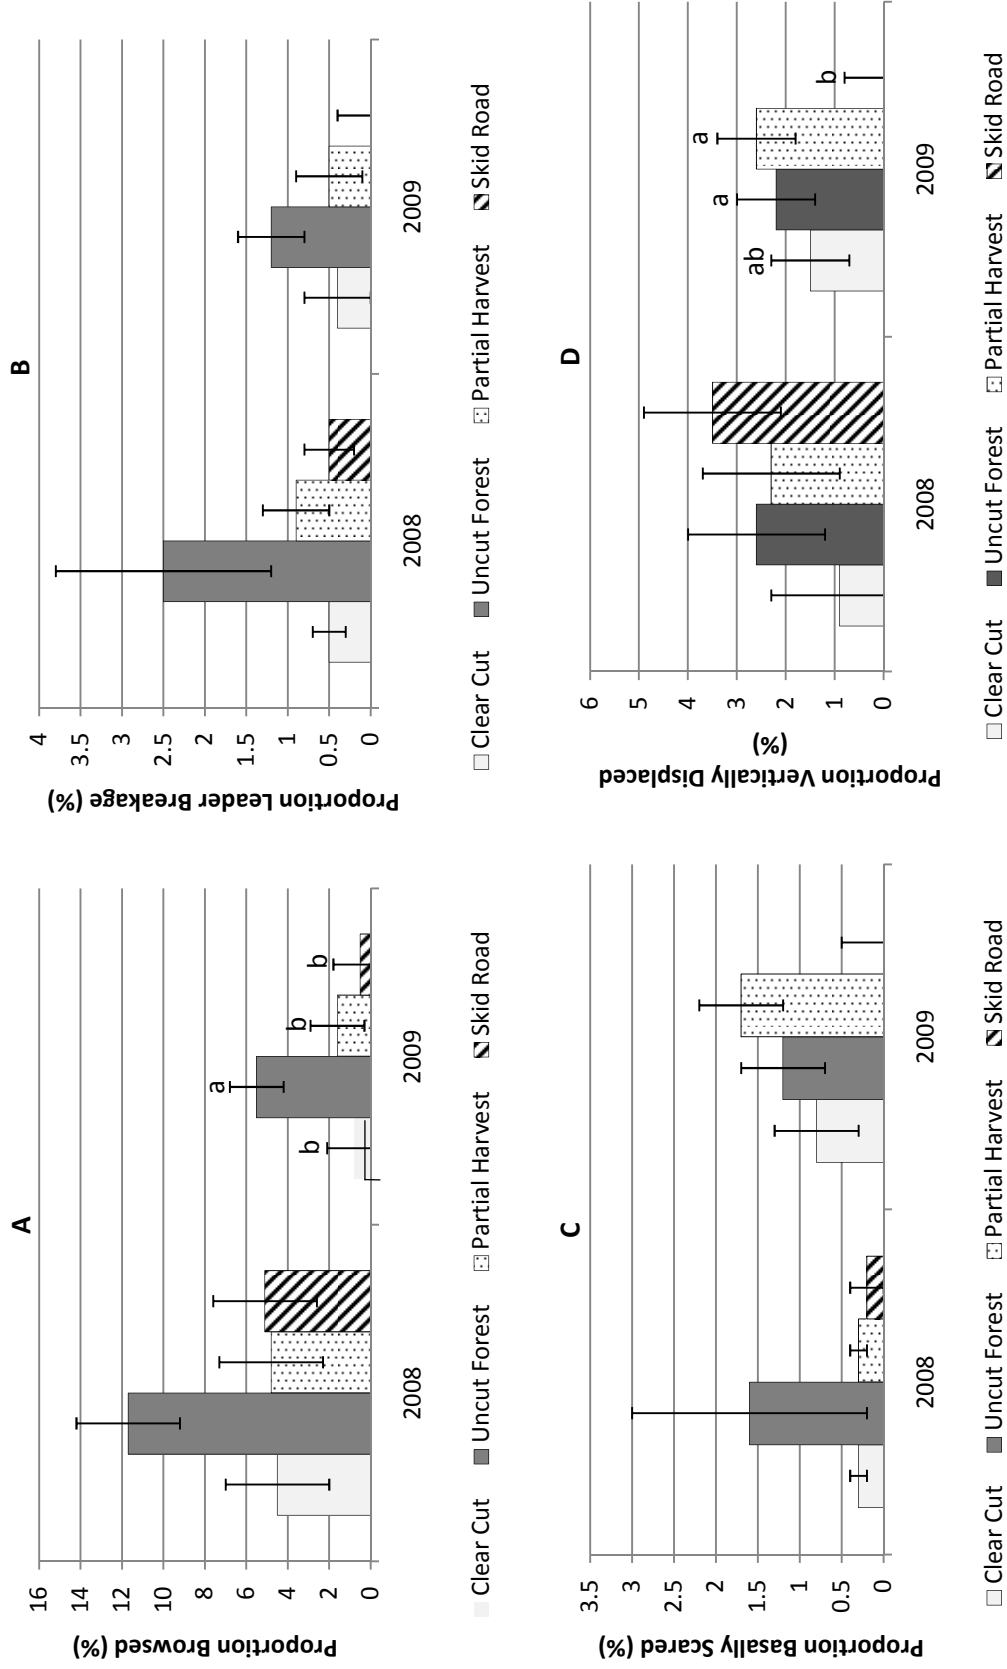 A
Proportion Browsed (%)
16
14
12
10
8
6
4
2
0
b
a
b
b
2008
2009
Clear Cut
Uncut Forest
Partial Harvest
Skid Road
B
Proportion Leader Breakage (%)
4
3.5
3
2.5
2
1.5
1
0.5
0
2008
2009
Clear Cut
Uncut Forest
Partial Harvest
Skid Road
C
Proportion Basally Scared (%)
3.5
3
2.5
2
1.5
1
0.5
0
2008
2009
Clear Cut
Uncut Forest
Partial Harvest
Skid Road
D
Proportion Vertically Displaced
(%)
6
5
4
3
2
1
0
ab
a
a
b
2008
2009
Clear Cut
Uncut Forest
Partial Harvest
Skid Road